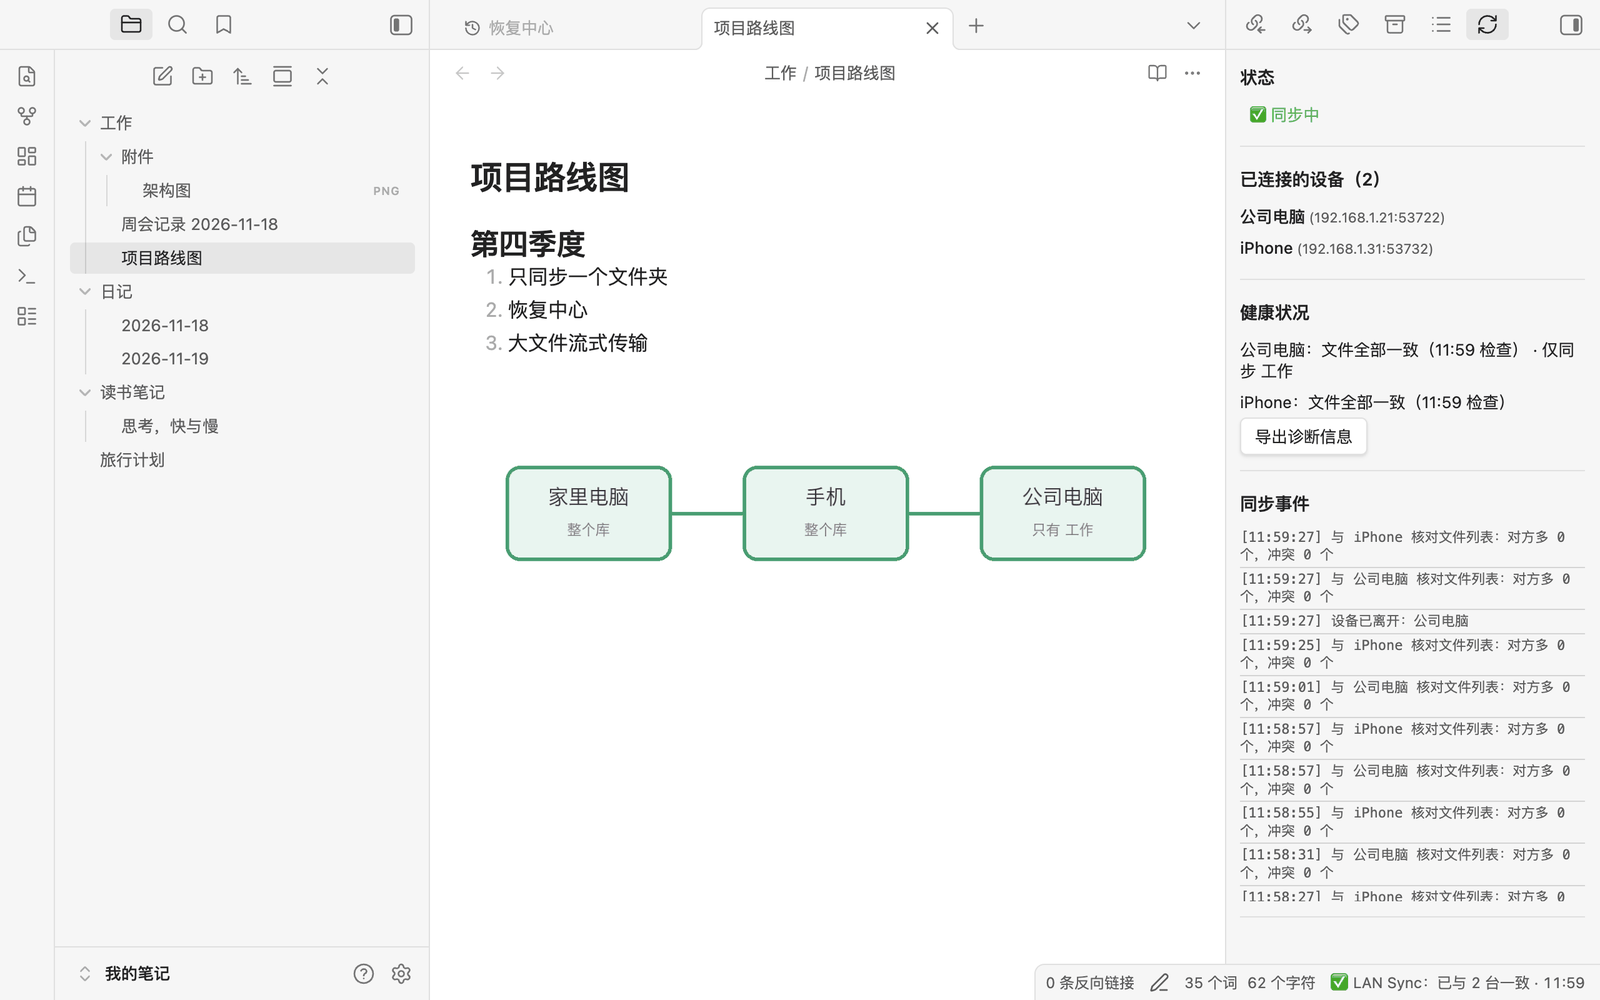 恢复中心
项目路线图
工作 / 项目路线图
工作
附件
架构图 PNG
周会记录 2026-11-18
项目路线图
日记
2026-11-18
2026-11-19
读书笔记
思考，快与慢
旅行计划
我的笔记
项目路线图
第四季度
1. 只同步一个文件夹
2. 恢复中心
3. 大文件流式传输
家里电脑
整个库
手机
整个库
公司电脑
只有 工作
状态
✅ 同步中
已连接的设备（2）
公司电脑 (192.168.1.21:53722)
iPhone (192.168.1.31:53732)
健康状况
公司电脑：文件全部一致（11:59 检查） · 仅同
步 工作
iPhone：文件全部一致（11:59 检查）
导出诊断信息
同步事件
[11:59:27] 与 iPhone 核对文件列表：对方多 0
个，冲突 0 个
[11:59:27] 与 公司电脑 核对文件列表：对方多 0
个，冲突 0 个
[11:59:27] 设备已离开：公司电脑
[11:59:25] 与 iPhone 核对文件列表：对方多 0
个，冲突 0 个
[11:59:01] 与 公司电脑 核对文件列表：对方多 0
个，冲突 0 个
[11:58:57] 与 iPhone 核对文件列表：对方多 0
个，冲突 0 个
[11:58:57] 与 公司电脑 核对文件列表：对方多 0
个，冲突 0 个
[11:58:55] 与 iPhone 核对文件列表：对方多 0
个，冲突 0 个
[11:58:31] 与 公司电脑 核对文件列表：对方多 0
个，冲突 0 个
[11:58:27] 与 iPhone 核对文件列表：对方多 0
0 条反向链接 35 个词 62 个字符 ✅ LAN Sync：已与 2 台一致 · 11:59